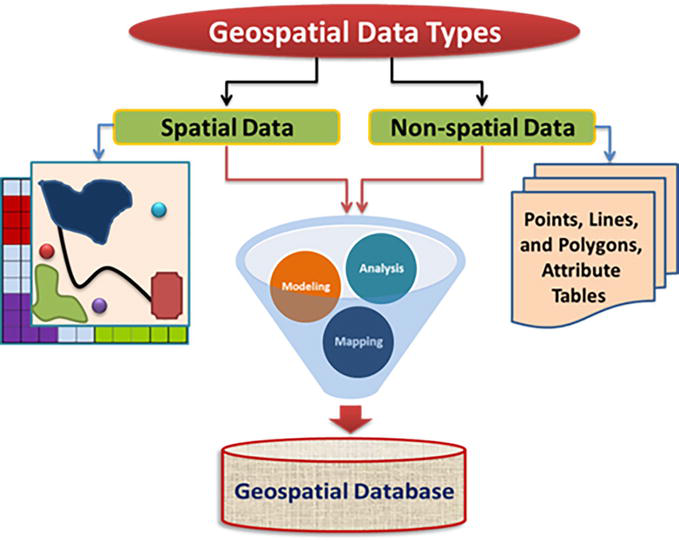 Geospatial Data Types
Spatial Data
Non-spatial Data
Points, Lines,
and Polygons,
Attribute
Tables
Modeling
Analysis
Mapping
Geospatial Database